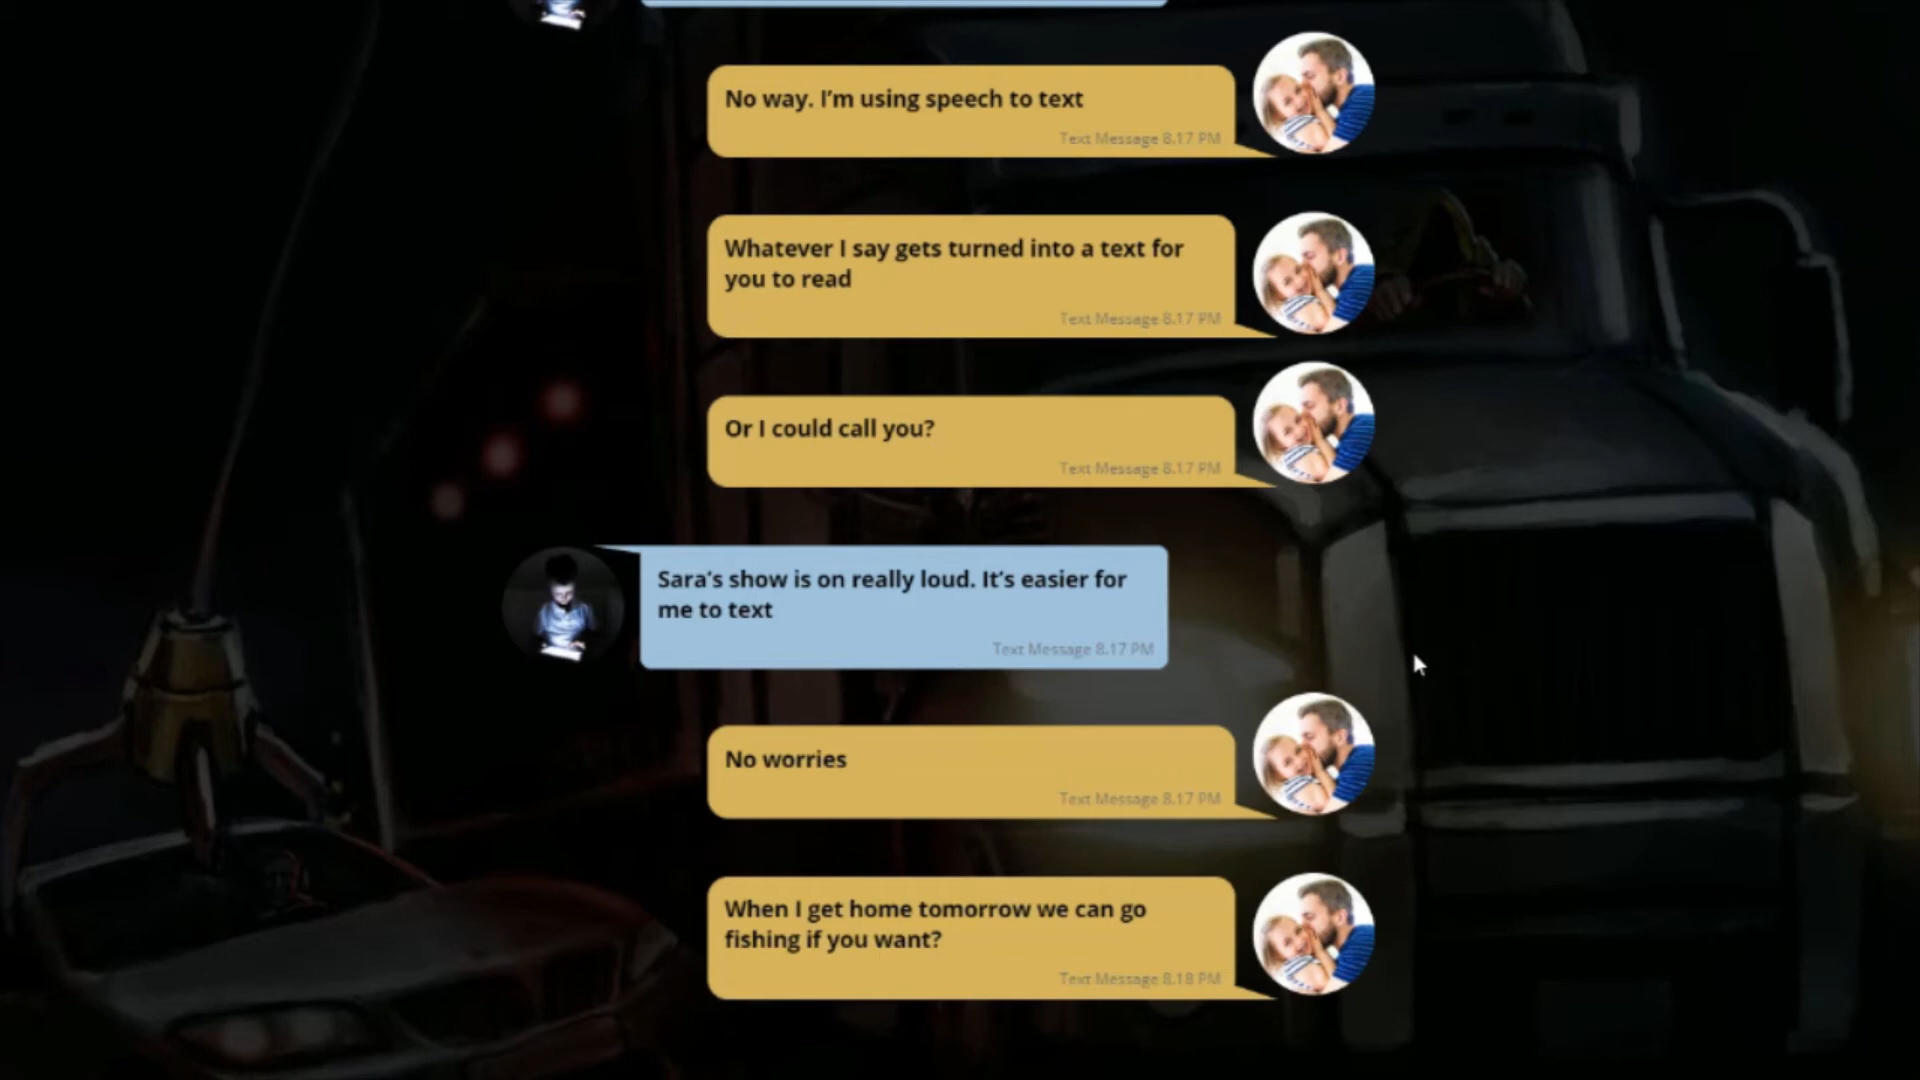 No way. I’m using speech to text
Text Message 8.17 PM
Whatever I say gets turned into a text for
you to read
Text Message 8.17 PM
Or I could call you?
Text Message 8.17 PM
Sara’s show is on really loud. It’s easier for
me to text
Text Message 8.17 PM
No worries
Text Message 8.17 PM
When I get home tomorrow we can go
fishing if you want?
Text Message 8.18 PM